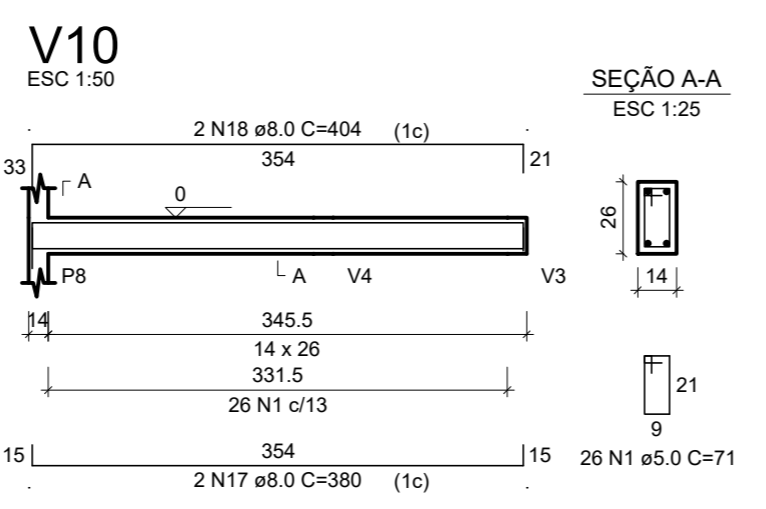 V10
ESC 1:50
SEÇÃO A-A
ESC 1:25
2 N18 ø8.0 C=404 (1c)
33 354 21
A
0
26
P8 A V4 V3
14
14 345.5
14 x 26
331.5
26 N1 c/13
21
9
26 N1 ø5.0 C=71
15 354 15
2 N17 ø8.0 C=380 (1c)